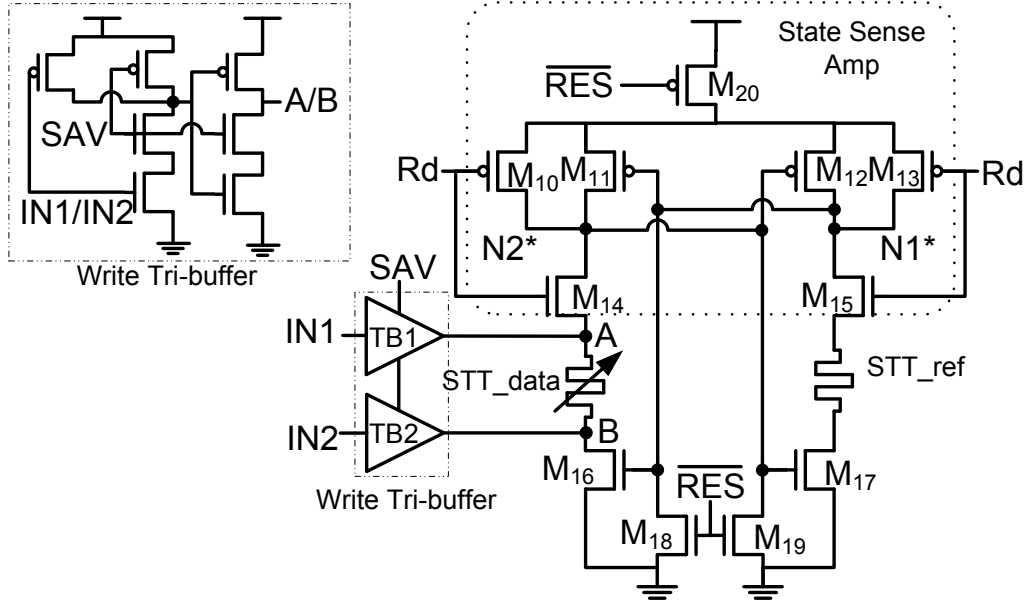 State Sense
Amp
RES
M20
A/B
SAV
IN1/IN2
Write Tri-buffer
Rd
M10
M11
M12
M13
Rd
N2*
N1*
SAV
M14
M15
IN1
TB1
A
STT_data
STT_ref
IN2
TB2
B
M16
RES
M17
Write Tri-buffer
M18
M19